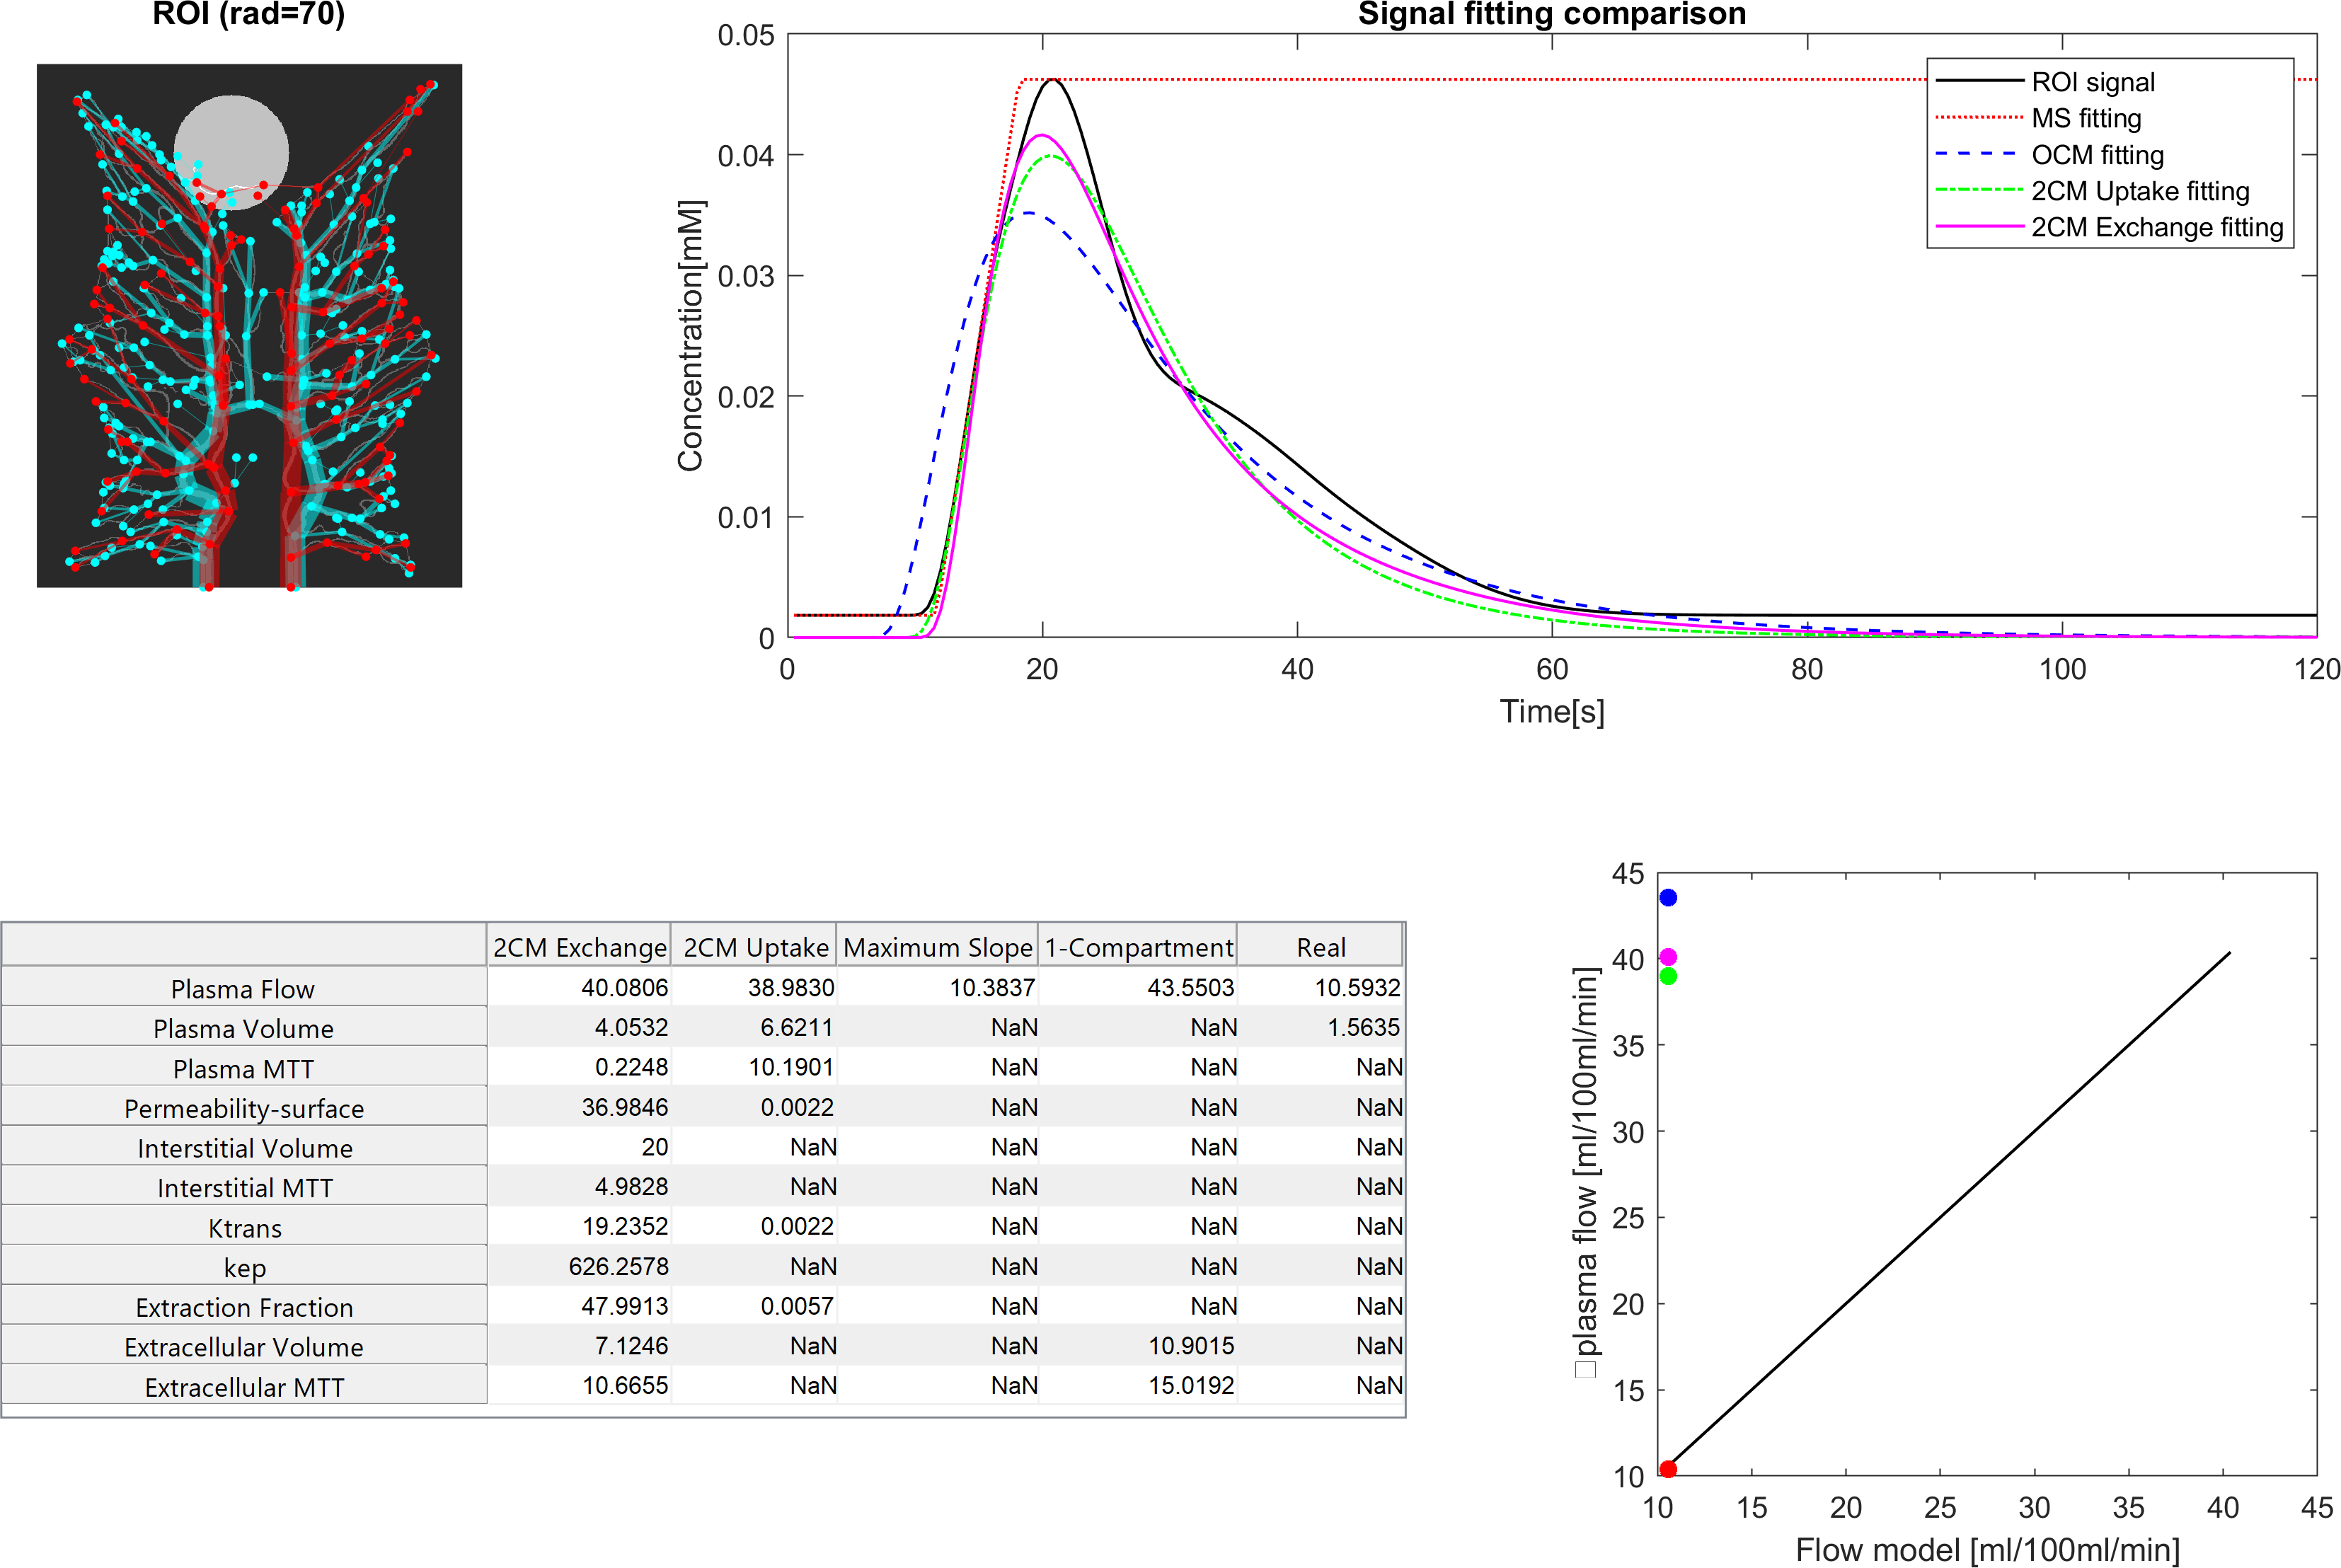 ROI (rad=70)
Signal fitting comparison
0.05
0.04
0.03
0.02
0.01
0
Concentration[mM]
0 20 40 60 80 100 120
Time[s]
ROI signal
MS fitting
OCM fitting
2CM Uptake fitting
2CM Exchange fitting
2CM Exchange 2CM Uptake Maximum Slope 1-Compartment Real
Plasma Flow 40.0806 38.9830 10.3837 43.5503 10.5932
Plasma Volume 4.0532 6.6211 NaN NaN 1.5635
Plasma MTT 0.2248 10.1901 NaN NaN NaN
Permeability-surface 36.9846 0.0022 NaN NaN NaN
Interstitial Volume 20 NaN NaN NaN NaN
Interstitial MTT 4.9828 NaN NaN NaN NaN
Ktrans 19.2352 0.0022 NaN NaN NaN
kep 626.2578 NaN NaN NaN NaN
Extraction Fraction 47.9913 0.0057 NaN NaN NaN
Extracellular Volume 7.1246 NaN NaN 10.9015 NaN
Extracellular MTT 10.6655 NaN NaN 15.0192 NaN
45
40
35
30
25
20
15
10
□plasma flow [ml/100ml/min]
10 15 20 25 30 35 40 45
Flow model [ml/100ml/min]